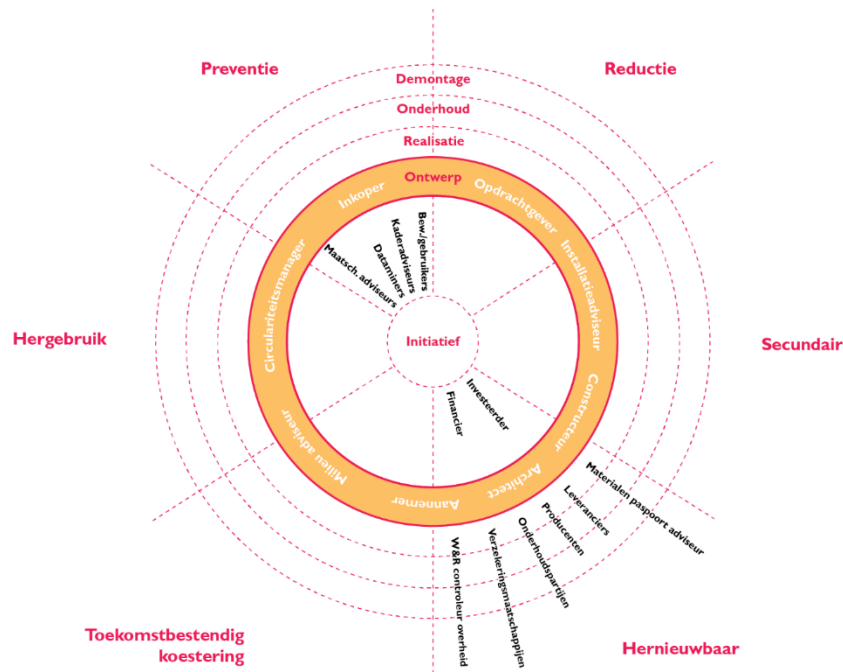 Preventie
Reductie
Demontage
Onderhoud
Realisatie
Ontwerp
Inkoper
Opdrachtgever
Circulariteitsmanager
Installatieadviseur
Bew./gebruikers
Kaderadviseurs
Dataminers
Maatsch. adviseurs
Hergebruik
Initiatief
Secundair
Investeerder
Financier
Constructeur
Milieu adviseur
Aannemer
Architect
Materialen paspoort adviseur
Leveranciers
Producenten
Onderhoudspartijen
Verzekeringsmaatschappijen
W&R controleur overheid
Toekomstbestendig
koestering
Hernieuwbaar